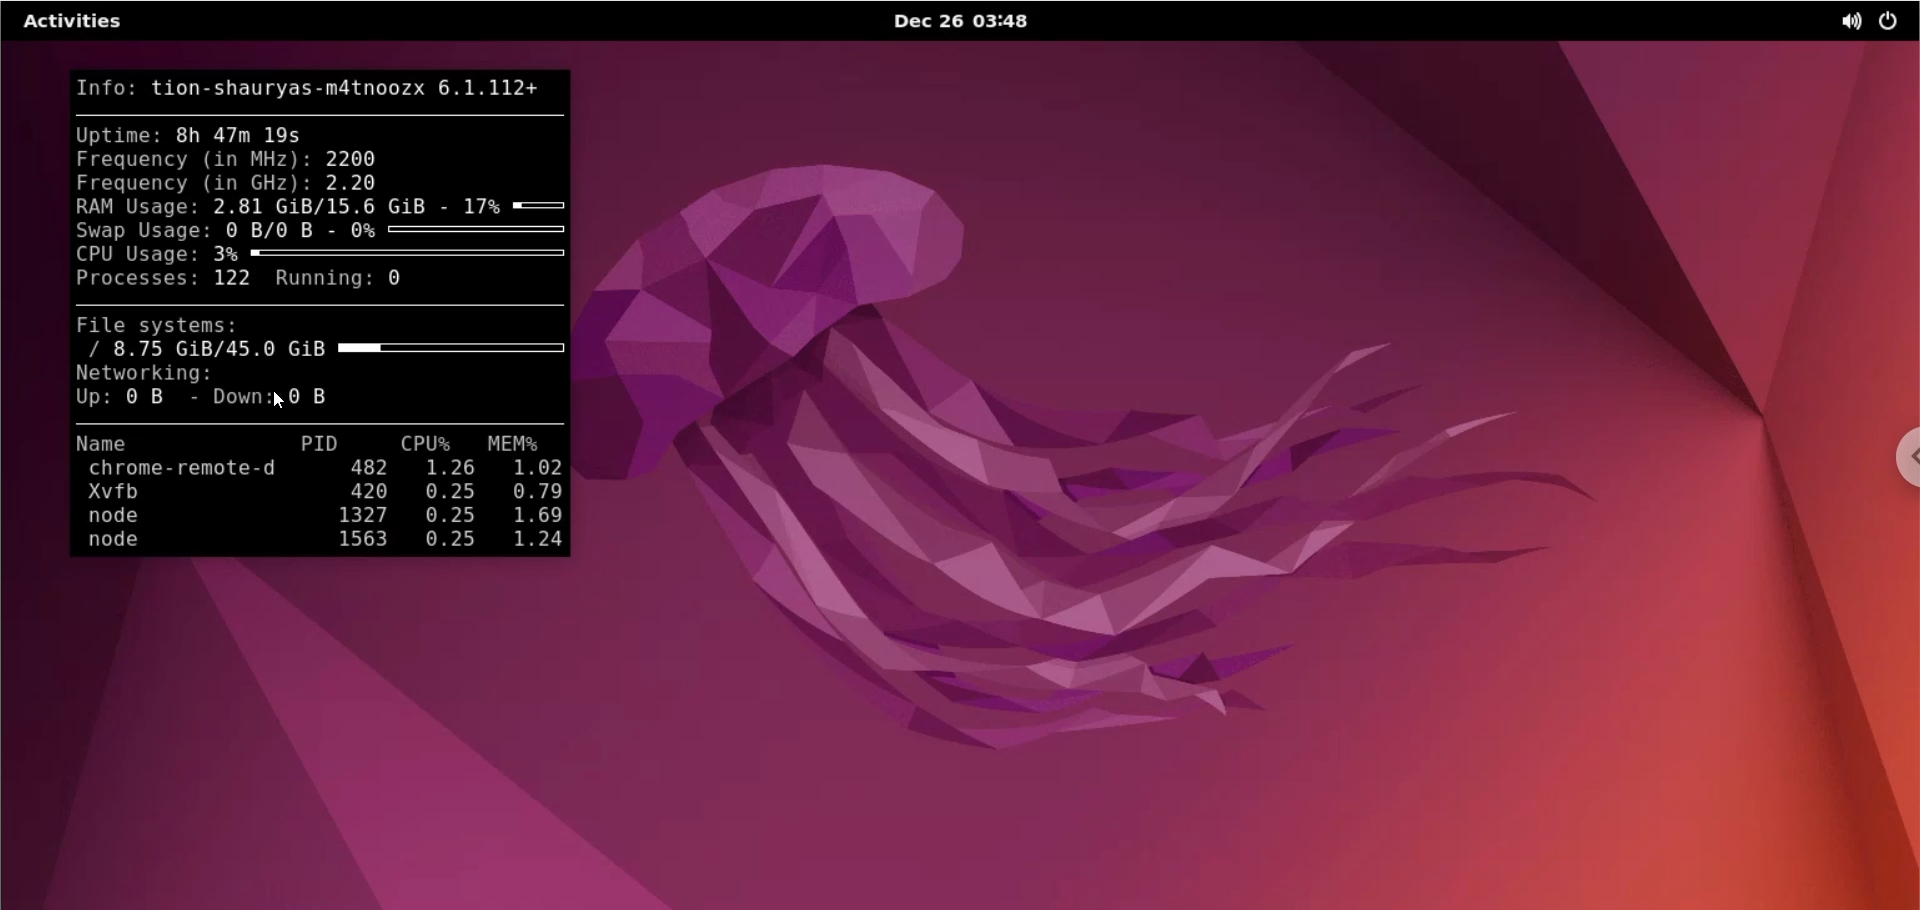 Activities
Dec 26 03:48
Info: tion-shauryas-m4tnoozx 6.1.112+
Uptime: 8h 47m 19s
Frequency (in MHz): 2200
Frequency (in GHz): 2.20
RAM Usage: 2.81 GiB/15.6 GiB - 17%
Swap Usage: 0 B/0 B - 0%
CPU Usage: 3%
Processes: 122  Running: 0
File systems:
/ 8.75 GiB/45.0 GiB
Networking:
Up: 0 B  - Down: 0 B
Name PID CPU% MEM%
chrome-remote-d 482 1.26 1.02
Xvfb 420 0.25 0.79
node 1327 0.25 1.69
node 1563 0.25 1.24